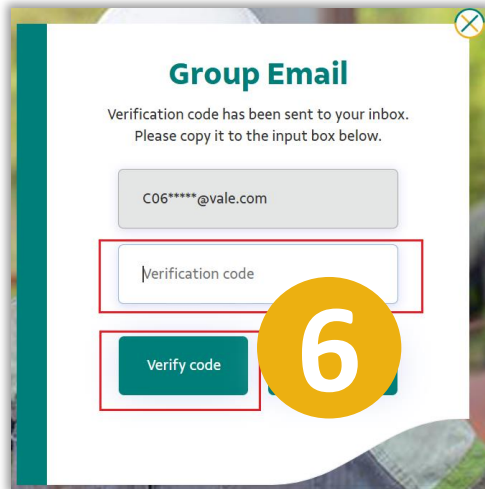 Group Email
Verification code has been sent to your inbox.
Please copy it to the input box below.
C06*****@vale.com
Verification code
Verify code
6